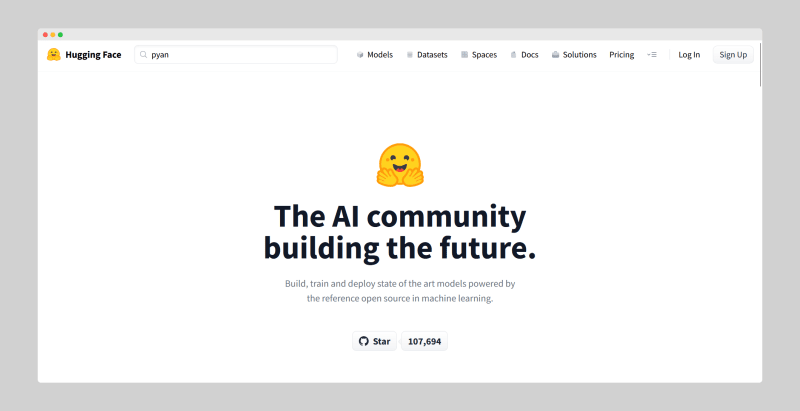 Hugging Face pyan Models Datasets Spaces Docs Solutions Pricing Log In Sign Up
The AI community
building the future.
Build, train and deploy state of the art models powered by
the reference open source in machine learning.
Star 107,694